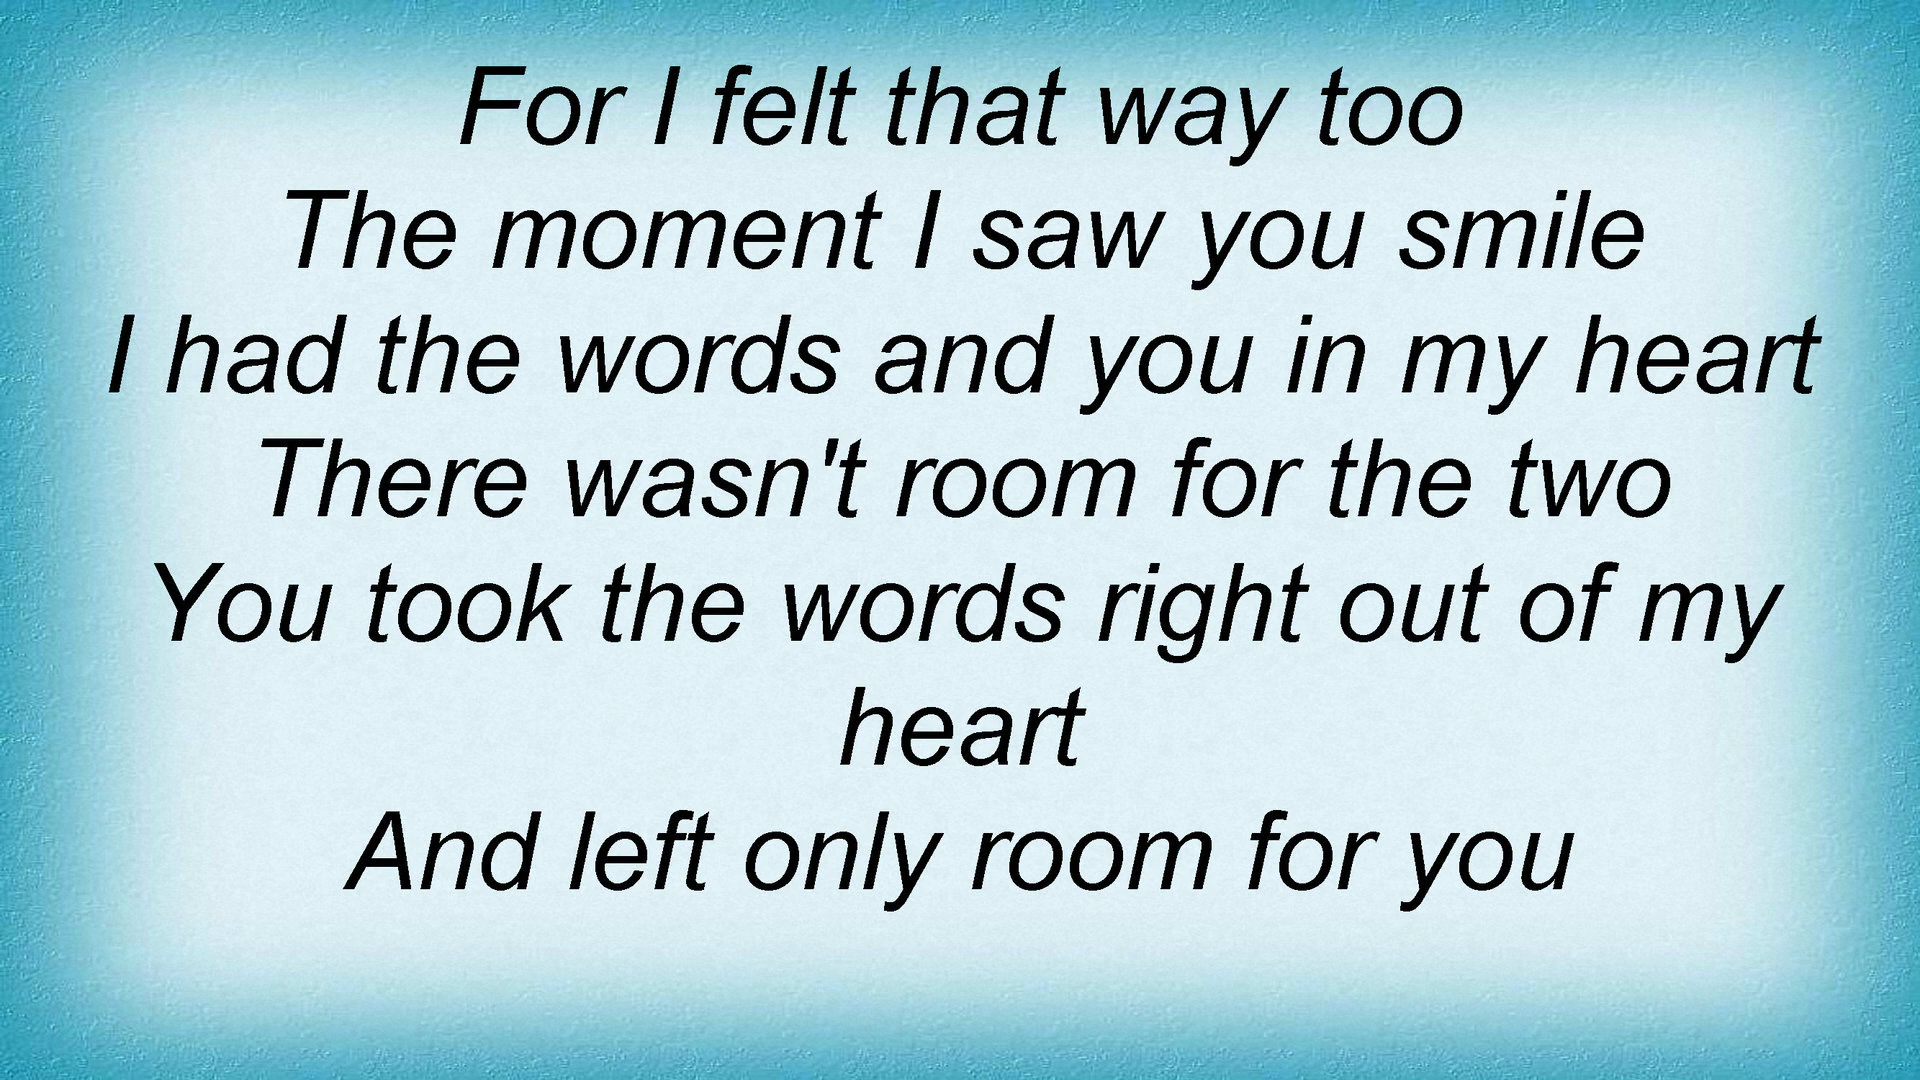 For I felt that way too
The moment I saw you smile
I had the words and you in my heart
There wasn't room for the two
You took the words right out of my
heart
And left only room for you